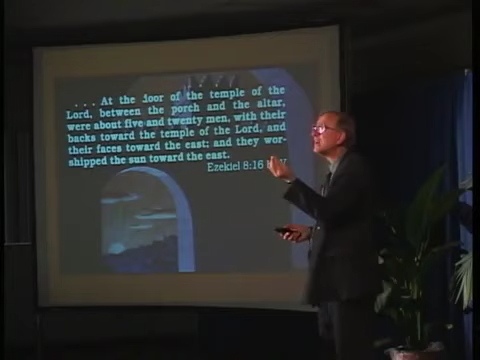 . . . At the door of the temple of the
Lord, between the porch and the altar,
were about five and twenty men, with their
backs toward the temple of the Lord, and
their faces toward the east; and they wor-
shipped the sun toward the east.
Ezekiel 8:16